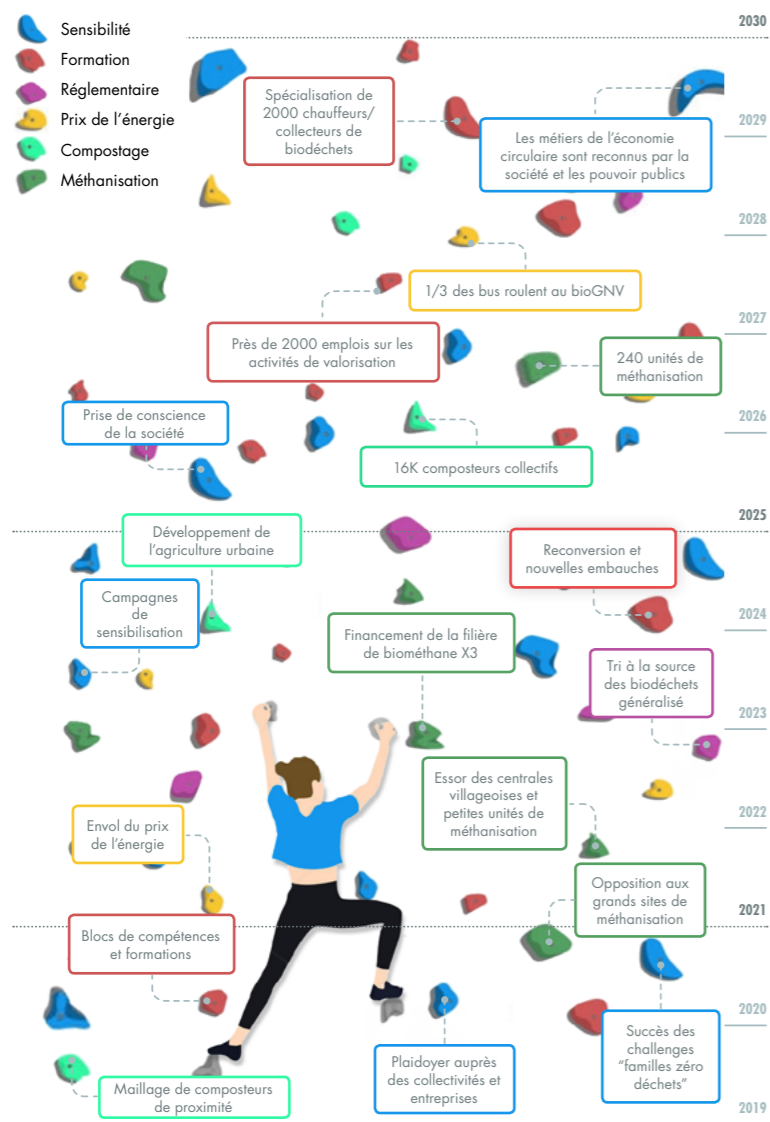 Sensibilité
Formation
Réglementaire
Prix de l'énergie
Compostage
Méthanisation
2030
Spécialisation de
2000 chauffeurs/
collecteurs de
biodéchets
2029
Les métiers de l'économie
circulaire sont reconnus par la
société et les pouvoir publics
2028
1/3 des bus roulent au bioGNV
2027
Près de 2000 emplois sur les
activités de valorisation
240 unités de
méthanisation
2026
Prise de conscience
de la société
16K composteurs collectifs
2025
Développement de
l'agriculture urbaine
Reconversion et
nouvelles embauches
Campagnes
de
sensibilisation
2024
Financement de la filière
de biométhane X3
Tri à la source
des biodéchets
généralisé
2023
Essor des centrales
villageoises et
petites unités de
méthanisation
2022
Envol du prix
de l'énergie
Opposition aux
grands sites de
méthanisation
2021
Blocs de compétences
et formations
2020
Succès des
challenges
"familles zéro
déchets"
Plaidoyer auprès
des collectivités et
entreprises
Maillage de composteurs
de proximité
2019